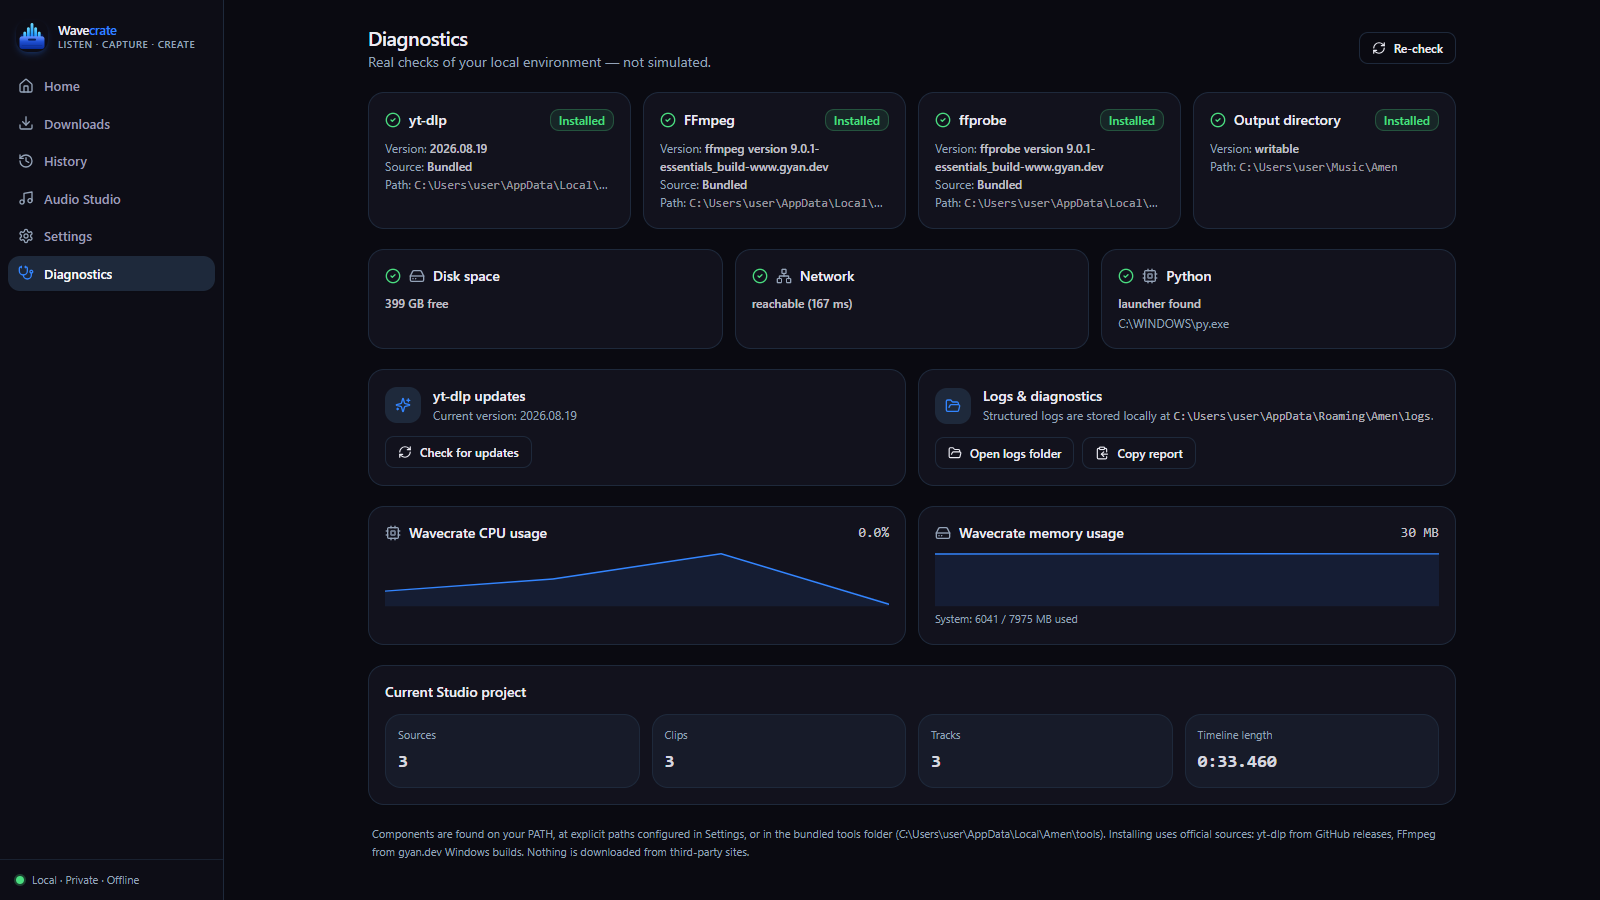 Wavecrate
LISTEN · CAPTURE · CREATE
Home
Downloads
History
Audio Studio
Settings
Diagnostics
Local · Private · Offline
Diagnostics
Real checks of your local environment — not simulated.
Re-check
yt-dlp
Installed
Version: 2026.08.19
Source: Bundled
Path: C:\Users\user\AppData\Local\...
FFmpeg
Installed
Version: ffmpeg version 9.0.1-
essentials_build-www.gyan.dev
Source: Bundled
Path: C:\Users\user\AppData\Local\...
ffprobe
Installed
Version: ffprobe version 9.0.1-
essentials_build-www.gyan.dev
Source: Bundled
Path: C:\Users\user\AppData\Local\...
Output directory
Installed
Version: writable
Path: C:\Users\user\Music\Amen
Disk space
399 GB free
Network
reachable (167 ms)
Python
launcher found
C:\WINDOWS\py.exe
yt-dlp updates
Current version: 2026.08.19
Check for updates
Logs & diagnostics
Structured logs are stored locally at C:\Users\user\AppData\Roaming\Amen\logs.
Open logs folder
Copy report
Wavecrate CPU usage
0.0%
Wavecrate memory usage
30 MB
System: 6041 / 7975 MB used
Current Studio project
Sources
3
Clips
3
Tracks
3
Timeline length
0:33.460
Components are found on your PATH, at explicit paths configured in Settings, or in the bundled tools folder (C:\Users\user\AppData\Local\Amen\tools). Installing uses official sources: yt-dlp from GitHub releases, FFmpeg
from gyan.dev Windows builds. Nothing is downloaded from third-party sites.